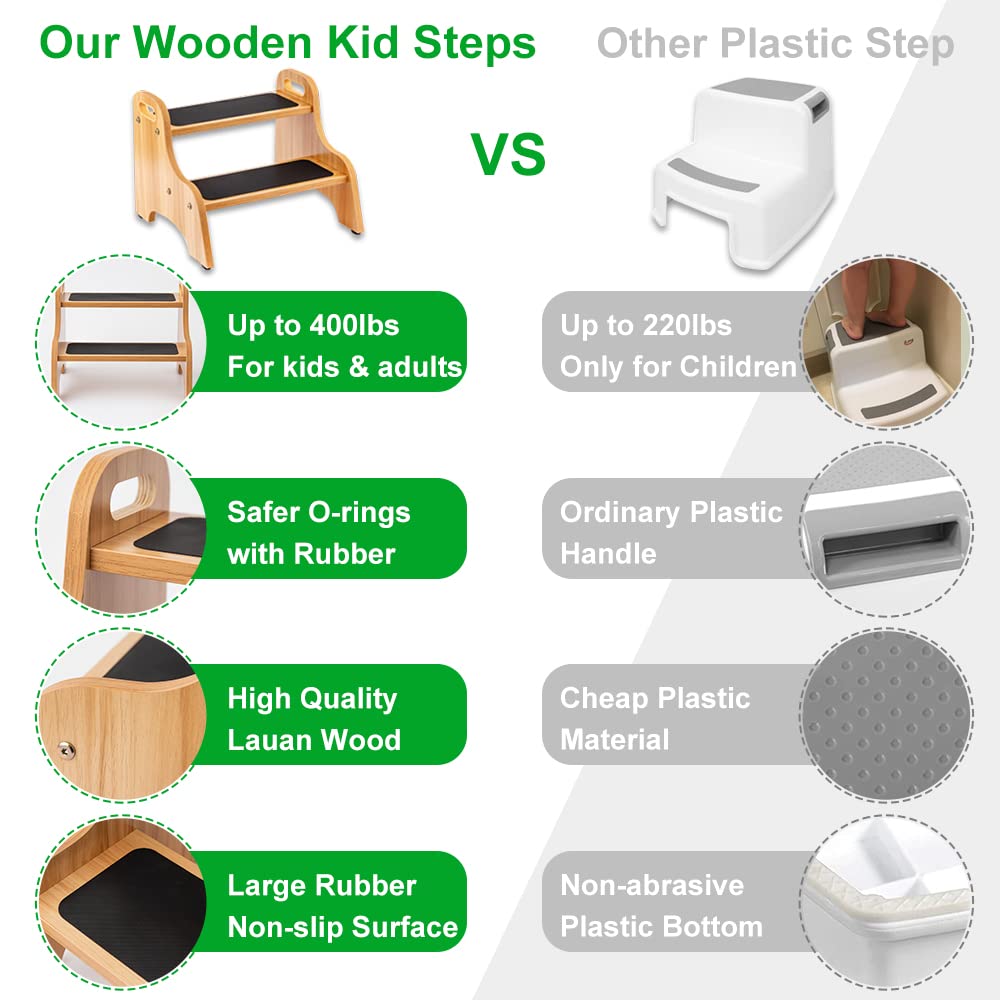 Our Wooden Kid Steps
Other Plastic Step
VS
Up to 400lbs
For kids & adults
Up to 220lbs
Only for Children
Safer O-rings
with Rubber
Ordinary Plastic
Handle
High Quality
Lauan Wood
Cheap Plastic
Material
Large Rubber
Non-slip Surface
Non-abrasive
Plastic Bottom